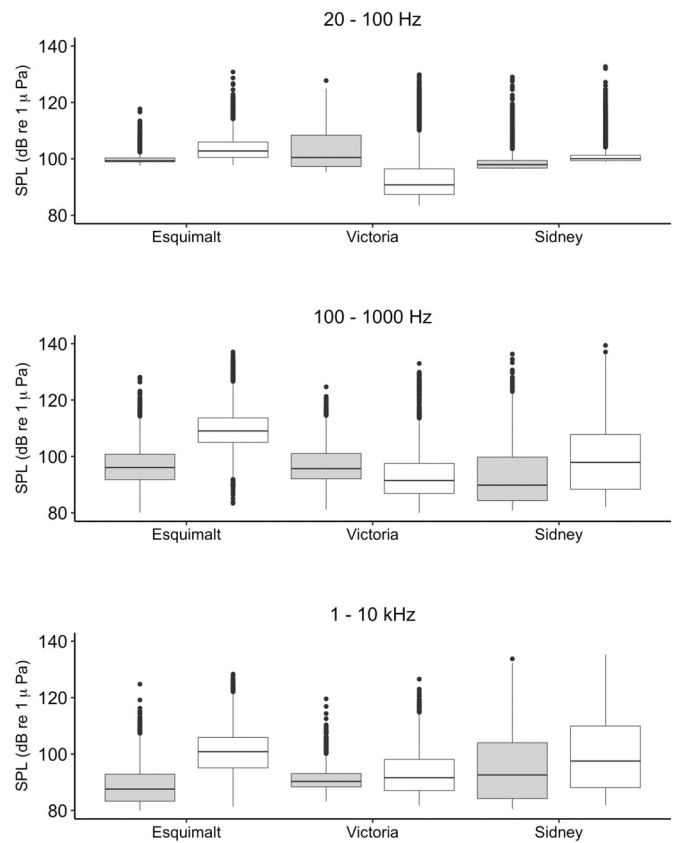 20 - 100 Hz
SPL (dB re 1 μ Pa)
140
120
100
80
Esquimalt Victoria Sidney
100 - 1000 Hz
SPL (dB re 1 μ Pa)
140
120
100
80
Esquimalt Victoria Sidney
1 - 10 kHz
SPL (dB re 1 μ Pa)
140
120
100
80
Esquimalt Victoria Sidney